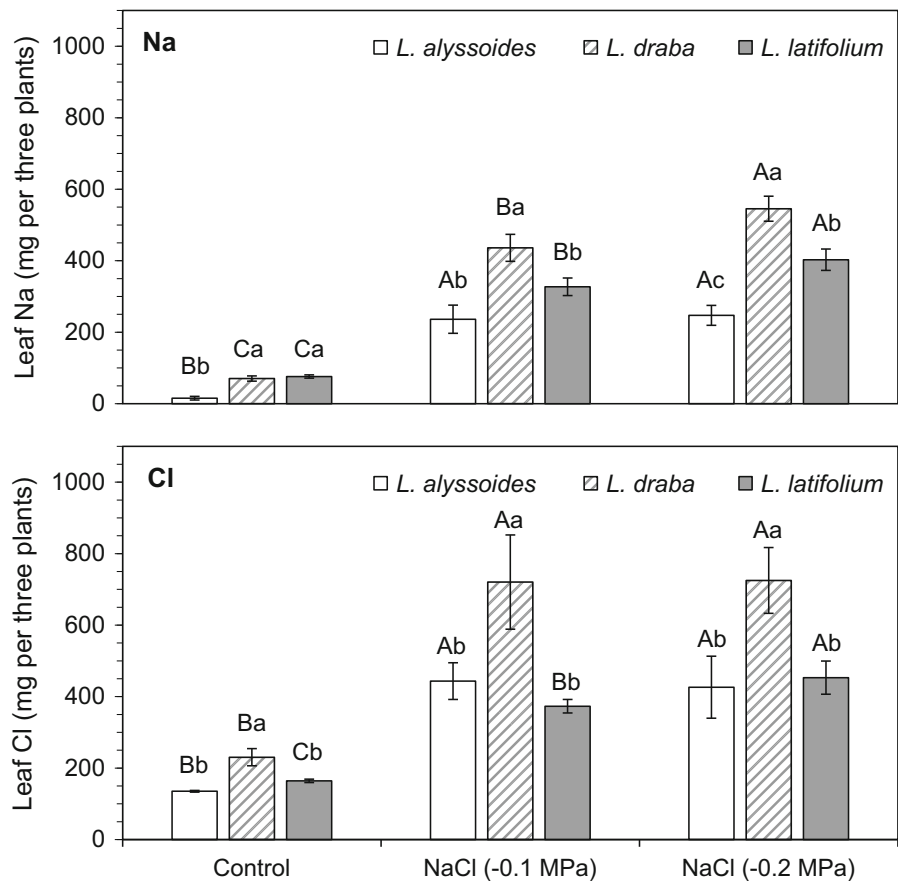 Na
L. alyssoides L. draba L. latifolium
Leaf Na (mg per three plants)
1000
800
600
400
200
0
Bb Ca Ca
Ab Ba Bb
Ac Aa Ab
Cl
L. alyssoides L. draba L. latifolium
Leaf Cl (mg per three plants)
1000
800
600
400
200
0
Bb Ba Cb
Ab Aa Bb
Ab Aa Ab
Control NaCl (-0.1 MPa) NaCl (-0.2 MPa)